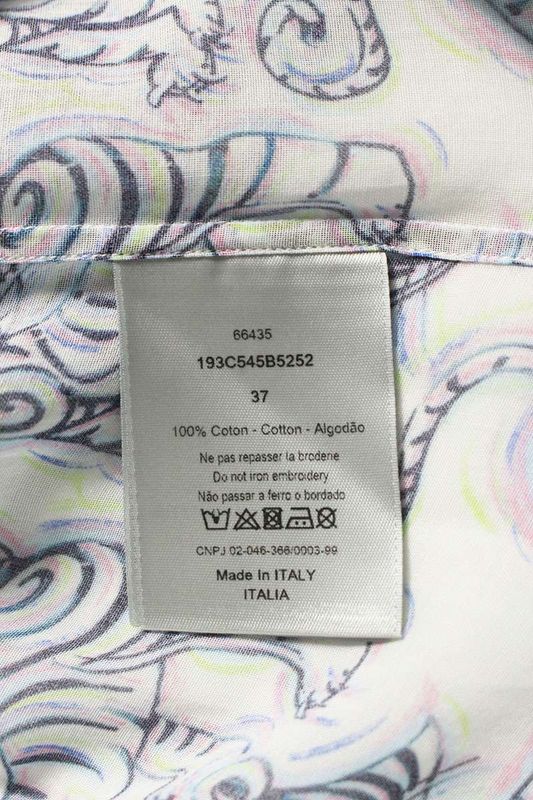 66435
193C545B5252
37
100% Coton - Cotton - Algodão
Ne pas repasser la broderie
Do not iron embroidery
Não passar a ferro o bordado
CNPJ 02-046-366/0003-99
Made In ITALY
ITALIA